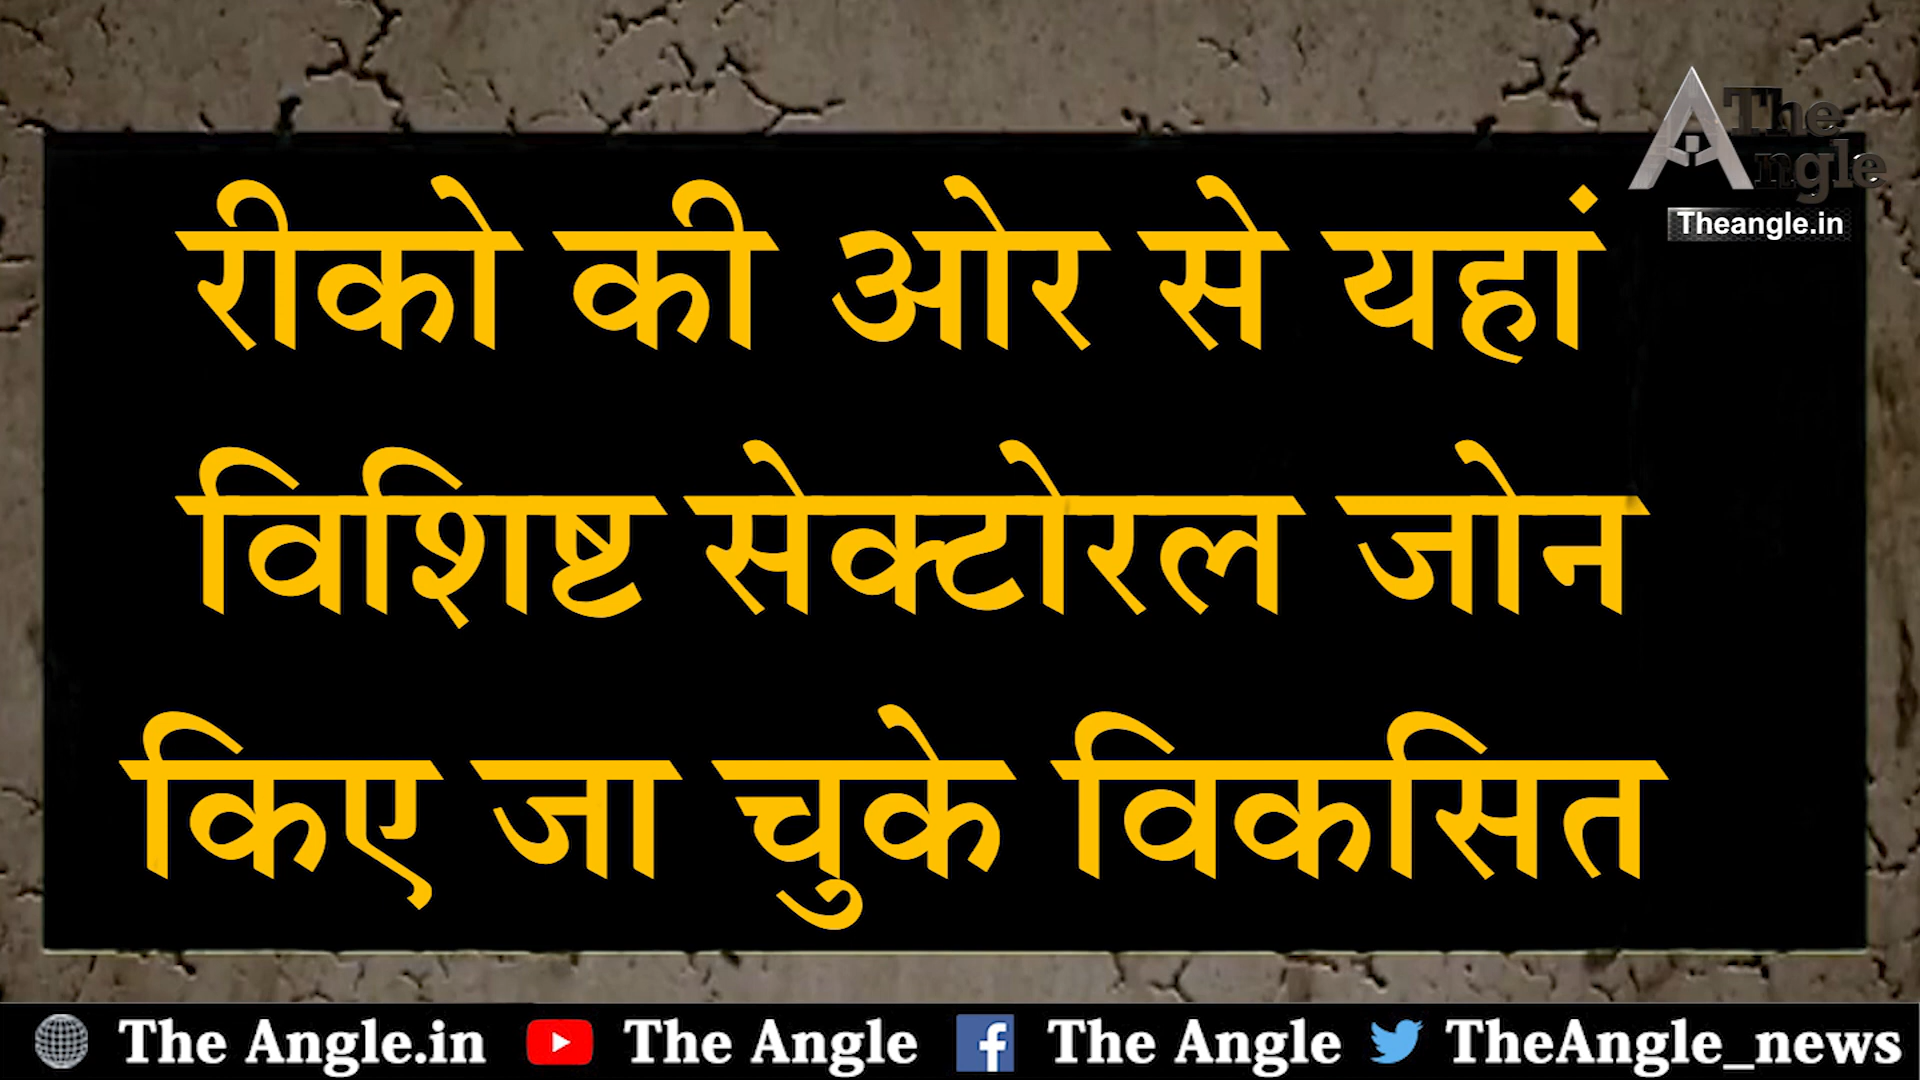 The
Angle
Theangle.in
रीको की ओर से यहां
विशिष्ट सेक्टोरल जोन
किए जा चुके विकसित
The Angle.in The Angle The Angle TheAngle_news